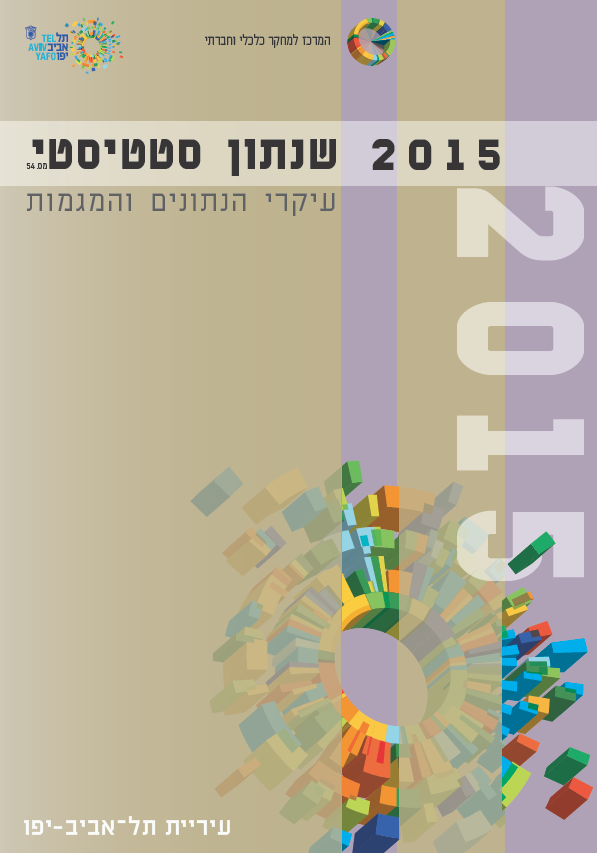 תל TEL
אביב AVIV
יפו YAFO
המרכז למחקר כלכלי וחברתי
2015 שנתון סטטיסטי מס. 54
עיקרי הנתונים והמגמות
2015
עיריית תל־אביב-יפו